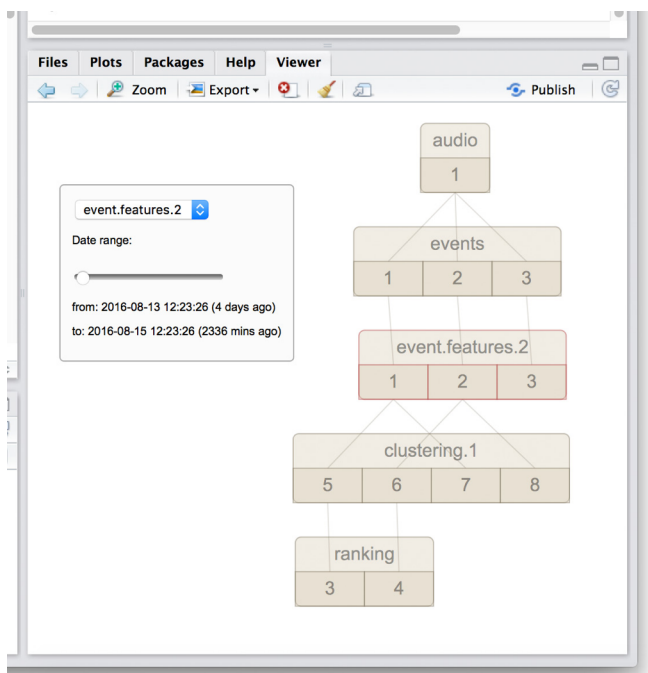 Files Plots Packages Help Viewer
Zoom Export Publish
event.features.2
Date range:
from: 2016-08-13 12:23:26 (4 days ago)
to: 2016-08-15 12:23:26 (2336 mins ago)
audio
1
events
1 2 3
event.features.2
1 2 3
clustering.1
5 6 7 8
ranking
3 4